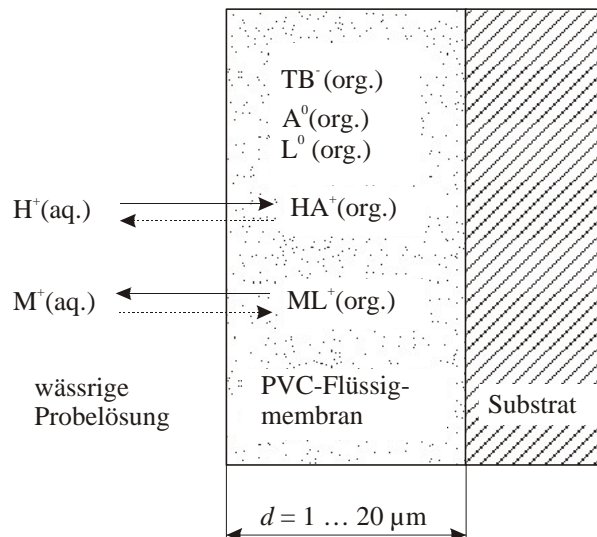 TB⁻(org.)
A⁰(org.)
L⁰ (org.)
H⁺(aq.)
HA⁺(org.)
M⁺(aq.)
ML⁺(org.)
wässrige
Probelösung
PVC-Flüssig-
membran
Substrat
d = 1 … 20 µm